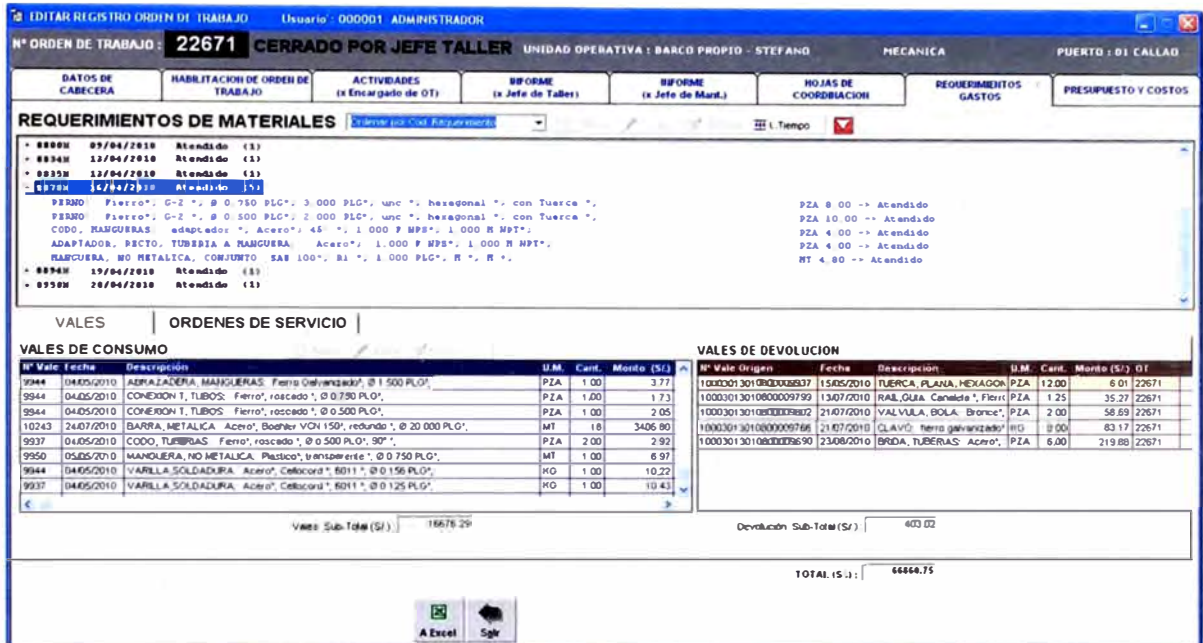 EDITAR REGISTRO ORDEN DE TRABAJO Usuario : 000001 ADMINISTRADOR
N° ORDEN DE TRABAJO : 22671 CERRADO POR JEFE TALLER UNIDAD OPERATIVA : BARCO PROPIO - STEFANO MECANICA PUERTO : 01 CALLAO
DATOS DE CABECERA
HABILITACION DE ORDEN DE TRABAJO
ACTIVIDADES (x Encargado de OT)
INFORME (x Jefe de Taller)
INFORME (x Jefe de Mant.)
HOJAS DE COORDINACION
REQUERIMIENTOS GASTOS
PRESUPUESTO Y COSTOS
REQUERIMIENTOS DE MATERIALES Ordenar por Cod. Requerimiento L. Tiempo
+ 0800M 09/04/2010 Atendido (1)
+ 0834M 13/04/2010 Atendido (1)
+ 0835M 13/04/2010 Atendido (1)
- 0878M 16/04/2010 Atendido (5)
PERNO Fierro*, G-2 *, Ø 0.750 PLG*, 3.000 PLG*, unc *, hexagonal *, con Tuerca *, PZA 8.00 -> Atendido
PERNO Fierro*, G-2 *, Ø 0.500 PLG*, 2.000 PLG*, unc *, hexagonal *, con Tuerca *, PZA 10.00 -> Atendido
CODO, MANGUERAS adaptador *, Acero*, 45 *, 1.000 F NPS*, 1.000 M NPT*, PZA 4.00 -> Atendido
ADAPTADOR, RECTO, TUBERIA A MANGUERA Acero*, 1.000 F NPS*, 1.000 M NPT*, PZA 4.00 -> Atendido
MANGUERA, NO METALICA, CONJUNTO SAE 100*, R1 *, 1.000 PLG*, M *, M *, MT 4.80 -> Atendido
+ 0894M 19/04/2010 Atendido (1)
+ 0950M 28/04/2010 Atendido (1)
VALES ORDENES DE SERVICIO
VALES DE CONSUMO
N° Vale Fecha Descripción U.M. Cant. Monto (S/.)
9944 04/05/2010 ABRAZADERA, MANGUERAS: Fierro Galvanizado*, Ø 1.500 PLG*, PZA 1.00 3.77
9944 04/05/2010 CONEXION T, TUBOS: Fierro*, roscado *, Ø 0.750 PLG*, PZA 1.00 1.73
9944 04/05/2010 CONEXION T, TUBOS: Fierro*, roscado *, Ø 0.500 PLG*, PZA 1.00 2.05
10243 24/07/2010 BARRA, METALICA: Acero*, Boehler VCN 150*, redundo *, Ø 20.000 PLG*, MT 18 3406.80
9937 04/05/2010 CODO, TUBERIAS: Fierro*, roscado *, Ø 0.500 PLG*, 90° *, PZA 2.00 2.92
9950 05/05/2010 MANGUERA, NO METALICA: Plastico*, transparente *, Ø 0.750 PLG*, MT 1.00 6.97
9944 04/05/2010 VARILLA, SOLDADURA: Acero*, Cellocord *, 6011 *, Ø 0.156 PLG*, KG 1.00 10.22
9937 04/05/2010 VARILLA, SOLDADURA: Acero*, Cellocord *, 6011 *, Ø 0.125 PLG*, KG 1.00 10.43
Vales Sub-Total (S/.) 16676.29
VALES DE DEVOLUCION
N° Vale Origen Fecha Descripción U.M. Cant. Monto (S/.) OT
15/05/2010 TUERCA, PLANA, HEXAGON PZA 12.00 6.01 22671
10003013010800009799 13/07/2010 RAIL, GUIA: Canaleta *, Fierro PZA 1.25 35.27 22671
21/07/2010 VALVULA, BOLA: Bronce*, PZA 2.00 58.69 22671
10003013010800009766 21/07/2010 CLAVO: fierro galvanizado* KG 83.17 22671
23/08/2010 BRIDA, TUBERIAS: Acero*, PZA 6.00 219.88 22671
Devolución Sub-Total (S/.) 403.02
TOTAL (S/.) : 66860.75
A Excel Salir